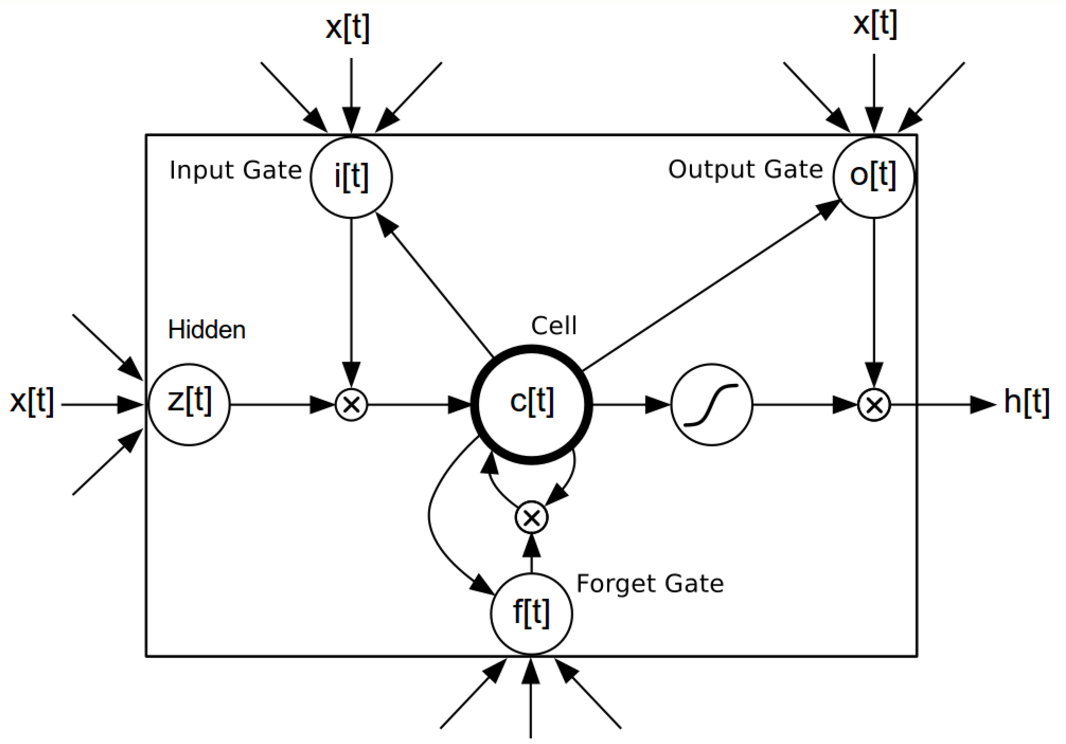 x[t]
x[t]
Input Gate
i[t]
Output Gate
o[t]
Hidden
Cell
x[t]
z[t]
c[t]
h[t]
Forget Gate
f[t]